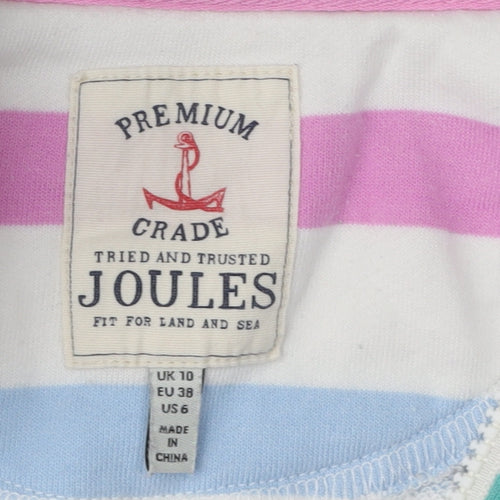 PREMIUM
GRADE
TRIED AND TRUSTED
JOULES
FIT FOR LAND AND SEA
UK 10
EU 38
US 6
MADE
IN
CHINA